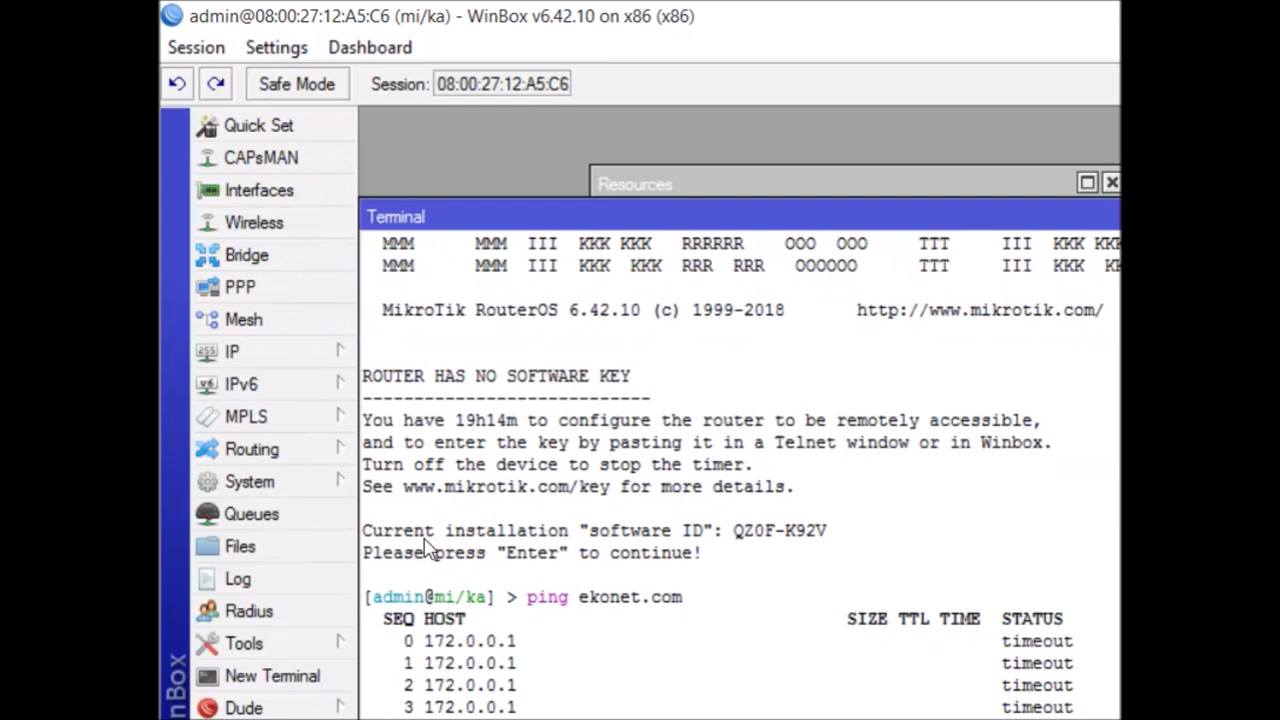 admin@08:00:27:12:A5:C6 (mi/ka) - WinBox v6.42.10 on x86 (x86)
Session Settings Dashboard
Safe Mode Session: 08:00:27:12:A5:C6
Quick Set
CAPsMAN
Interfaces
Wireless
Bridge
PPP
Mesh
IP
IPv6
MPLS
Routing
System
Queues
Files
Log
Radius
Tools
New Terminal
Dude
nBox
Resources
Terminal
MMM MMM III KKK KKK RRRRRR OOO OOO TTT III KKK KKK
MMM MMM III KKK KKK RRR RRR OOOOOO TTT III KKK KK
MikroTik RouterOS 6.42.10 (c) 1999-2018 http://www.mikrotik.com/
ROUTER HAS NO SOFTWARE KEY
----------------------------
You have 19h14m to configure the router to be remotely accessible,
and to enter the key by pasting it in a Telnet window or in Winbox.
Turn off the device to stop the timer.
See www.mikrotik.com/key for more details.
Current installation "software ID": QZ0F-K92V
Please press "Enter" to continue!
[admin@mi/ka] > ping ekonet.com
SEQ HOST SIZE TTL TIME STATUS
0 172.0.0.1 timeout
1 172.0.0.1 timeout
2 172.0.0.1 timeout
3 172.0.0.1 timeout